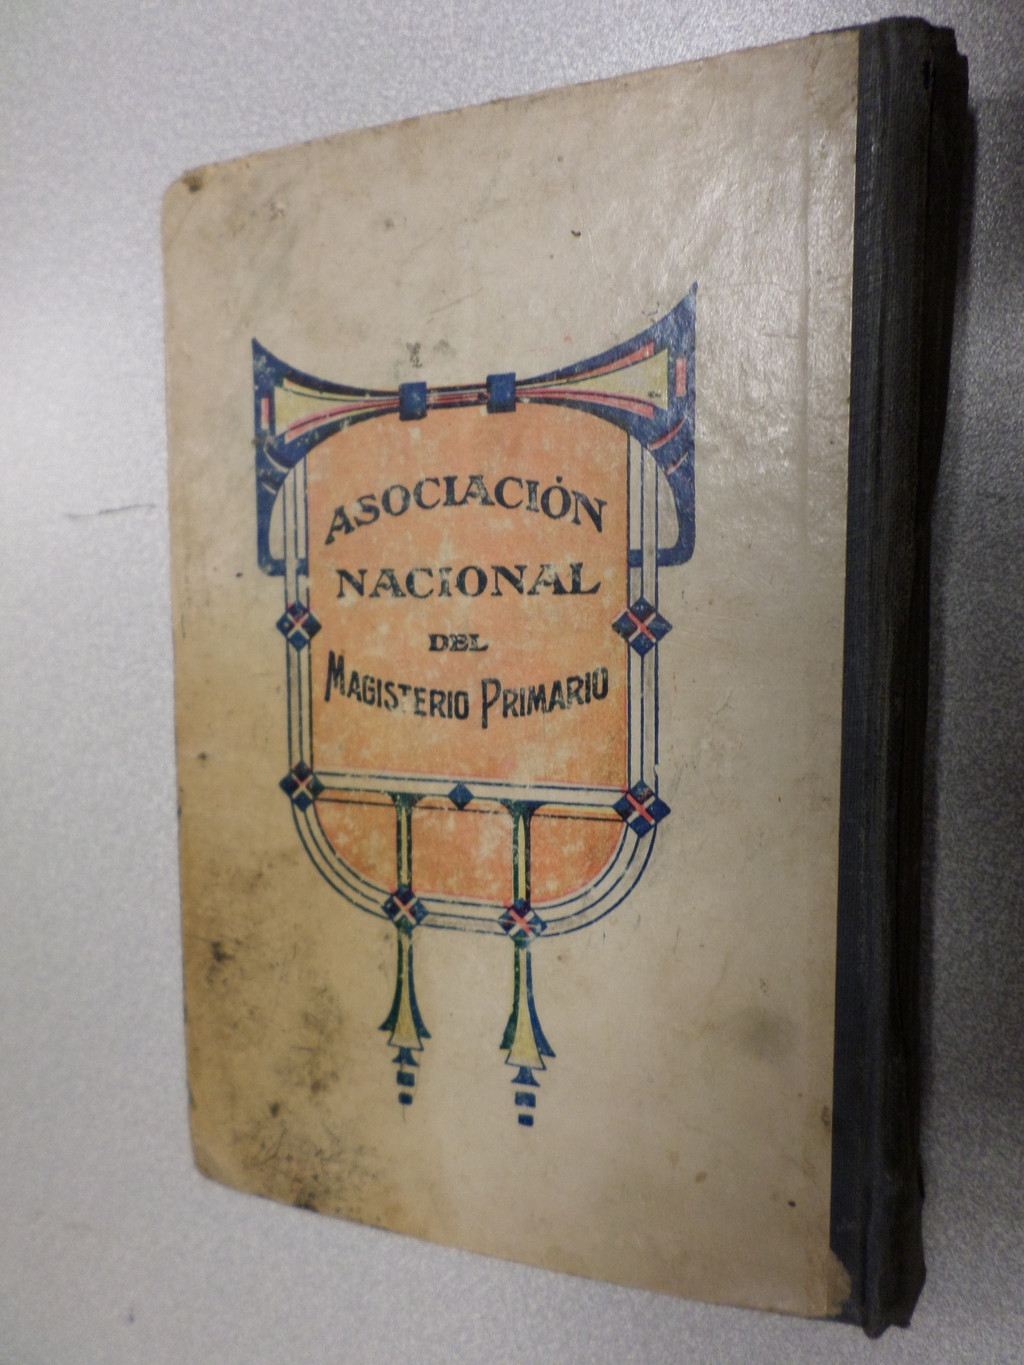 ASOCIACIÓN
NACIONAL
DEL
MAGISTERIO PRIMARIO